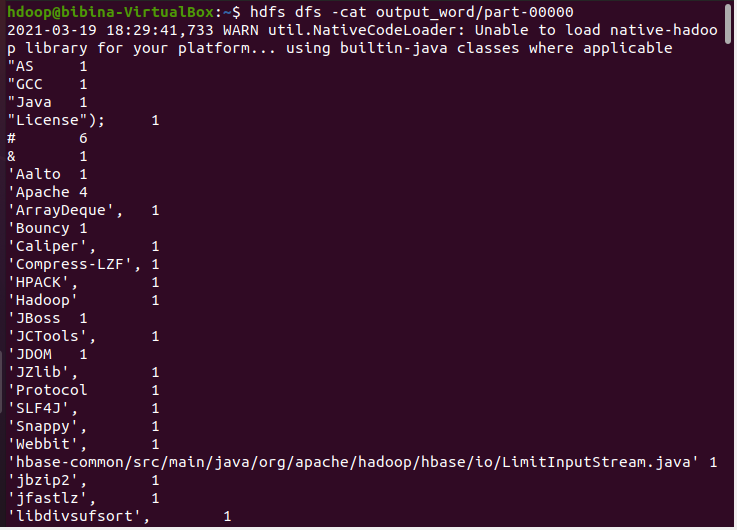 hdoop@bibina-VirtualBox:~$ hdfs dfs -cat output_word/part-00000
2021-03-19 18:29:41,733 WARN util.NativeCodeLoader: Unable to load native-hadoo
p library for your platform... using builtin-java classes where applicable
"AS	1
"GCC	1
"Java	1
"License");	1
#	6
&	1
'Aalto	1
'Apache	4
'ArrayDeque',	1
'Bouncy	1
'Caliper',	1
'Compress-LZF',	1
'HPACK',	1
'Hadoop'	1
'JBoss	1
'JCTools',	1
'JDOM	1
'JZlib',	1
'Protocol	1
'SLF4J',	1
'Snappy',	1
'Webbit',	1
'hbase-common/src/main/java/org/apache/hadoop/hbase/io/LimitInputStream.java'	1
'jbzip2',	1
'jfastlz',	1
'libdivsufsort',	1